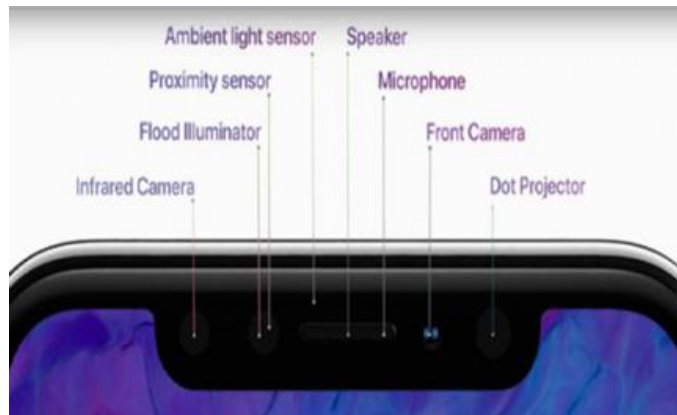 Ambient light sensor
Speaker
Proximity sensor
Microphone
Flood Illuminator
Front Camera
Infrared Camera
Dot Projector